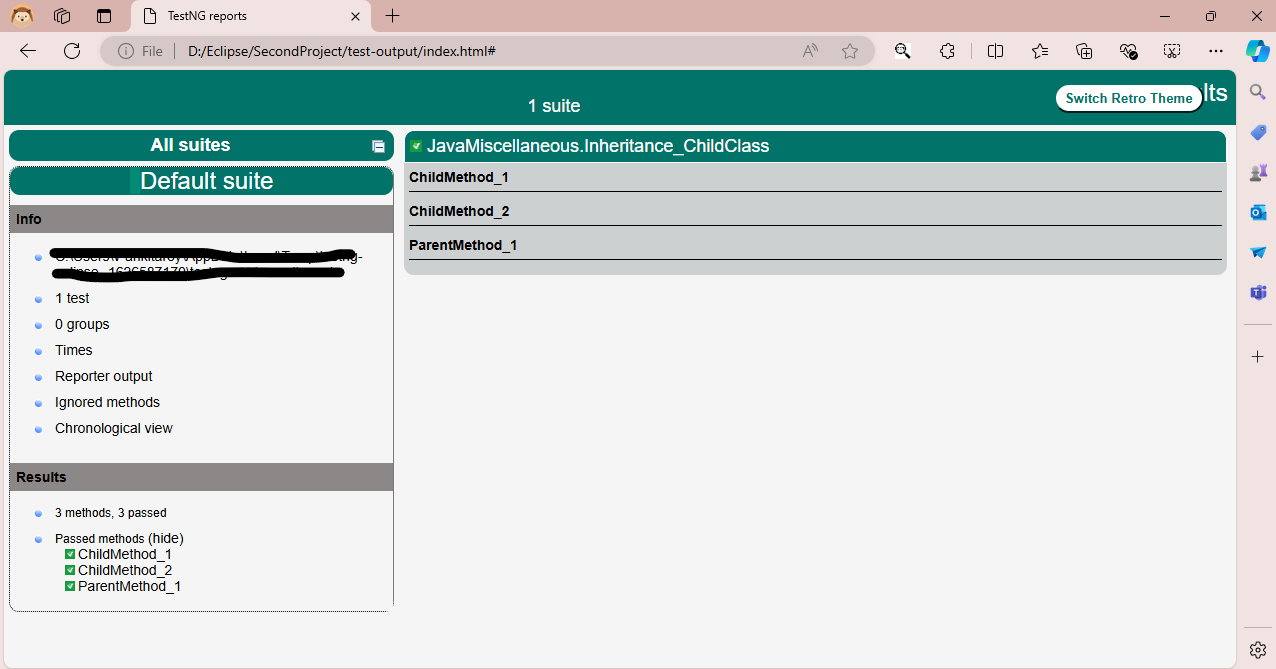 TestNG reports
File
D:/Eclipse/SecondProject/test-output/index.html#
1 suite
Switch Retro Theme
lts
All suites
Default suite
Info
1 test
0 groups
Times
Reporter output
Ignored methods
Chronological view
Results
3 methods, 3 passed
Passed methods (hide)
ChildMethod_1
ChildMethod_2
ParentMethod_1
JavaMiscellaneous.Inheritance_ChildClass
ChildMethod_1
ChildMethod_2
ParentMethod_1